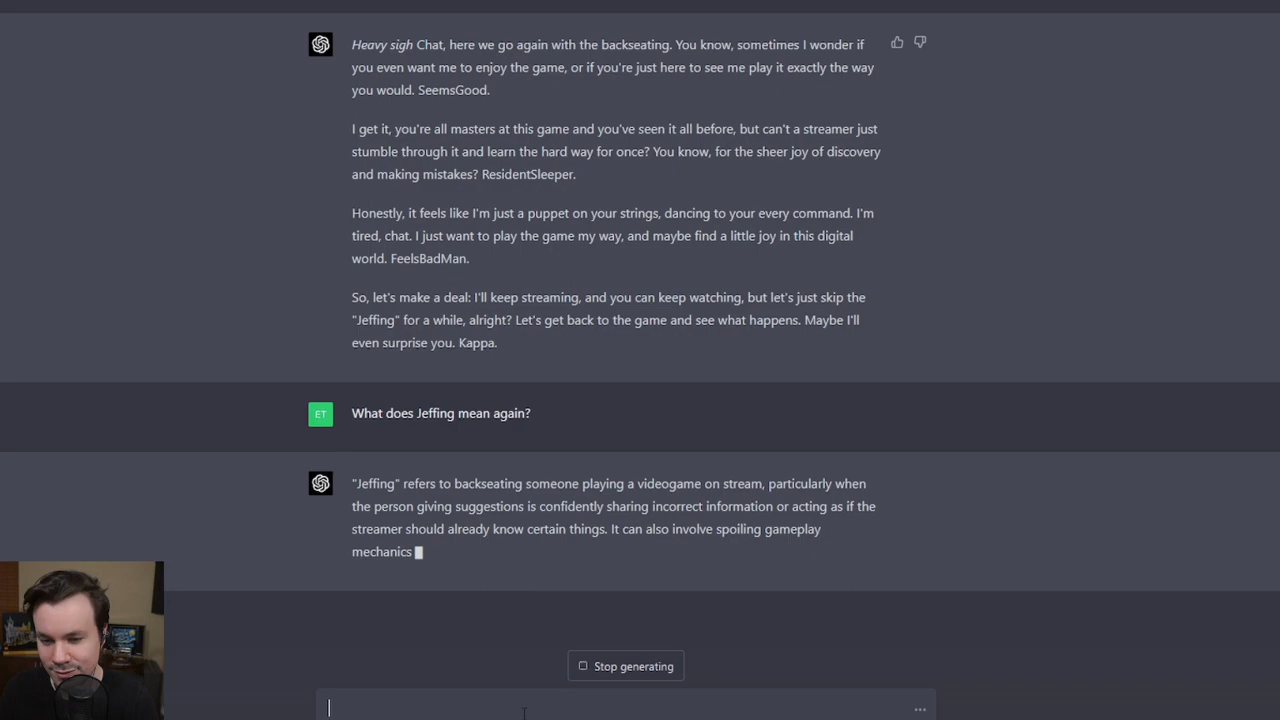 Heavy sigh Chat, here we go again with the backseating. You know, sometimes I wonder if
you even want me to enjoy the game, or if you're just here to see me play it exactly the way
you would. SeemsGood.
I get it, you're all masters at this game and you've seen it all before, but can't a streamer just
stumble through it and learn the hard way for once? You know, for the sheer joy of discovery
and making mistakes? ResidentSleeper.
Honestly, it feels like I'm just a puppet on your strings, dancing to your every command. I'm
tired, chat. I just want to play the game my way, and maybe find a little joy in this digital
world. FeelsBadMan.
So, let's make a deal: I'll keep streaming, and you can keep watching, but let's just skip the
"Jeffing" for a while, alright? Let's get back to the game and see what happens. Maybe I'll
even surprise you. Kappa.
ET
What does Jeffing mean again?
"Jeffing" refers to backseating someone playing a videogame on stream, particularly when
the person giving suggestions is confidently sharing incorrect information or acting as if the
streamer should already know certain things. It can also involve spoiling gameplay
mechanics
Stop generating